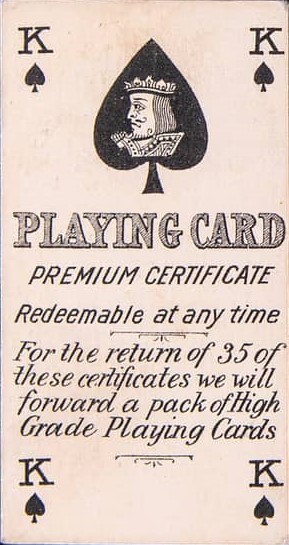 K K
PLAYING CARD
PREMIUM CERTIFICATE
Redeemable at any time
For the return of 35 of
these certificates we will
forward a pack of High
Grade Playing Cards
K K